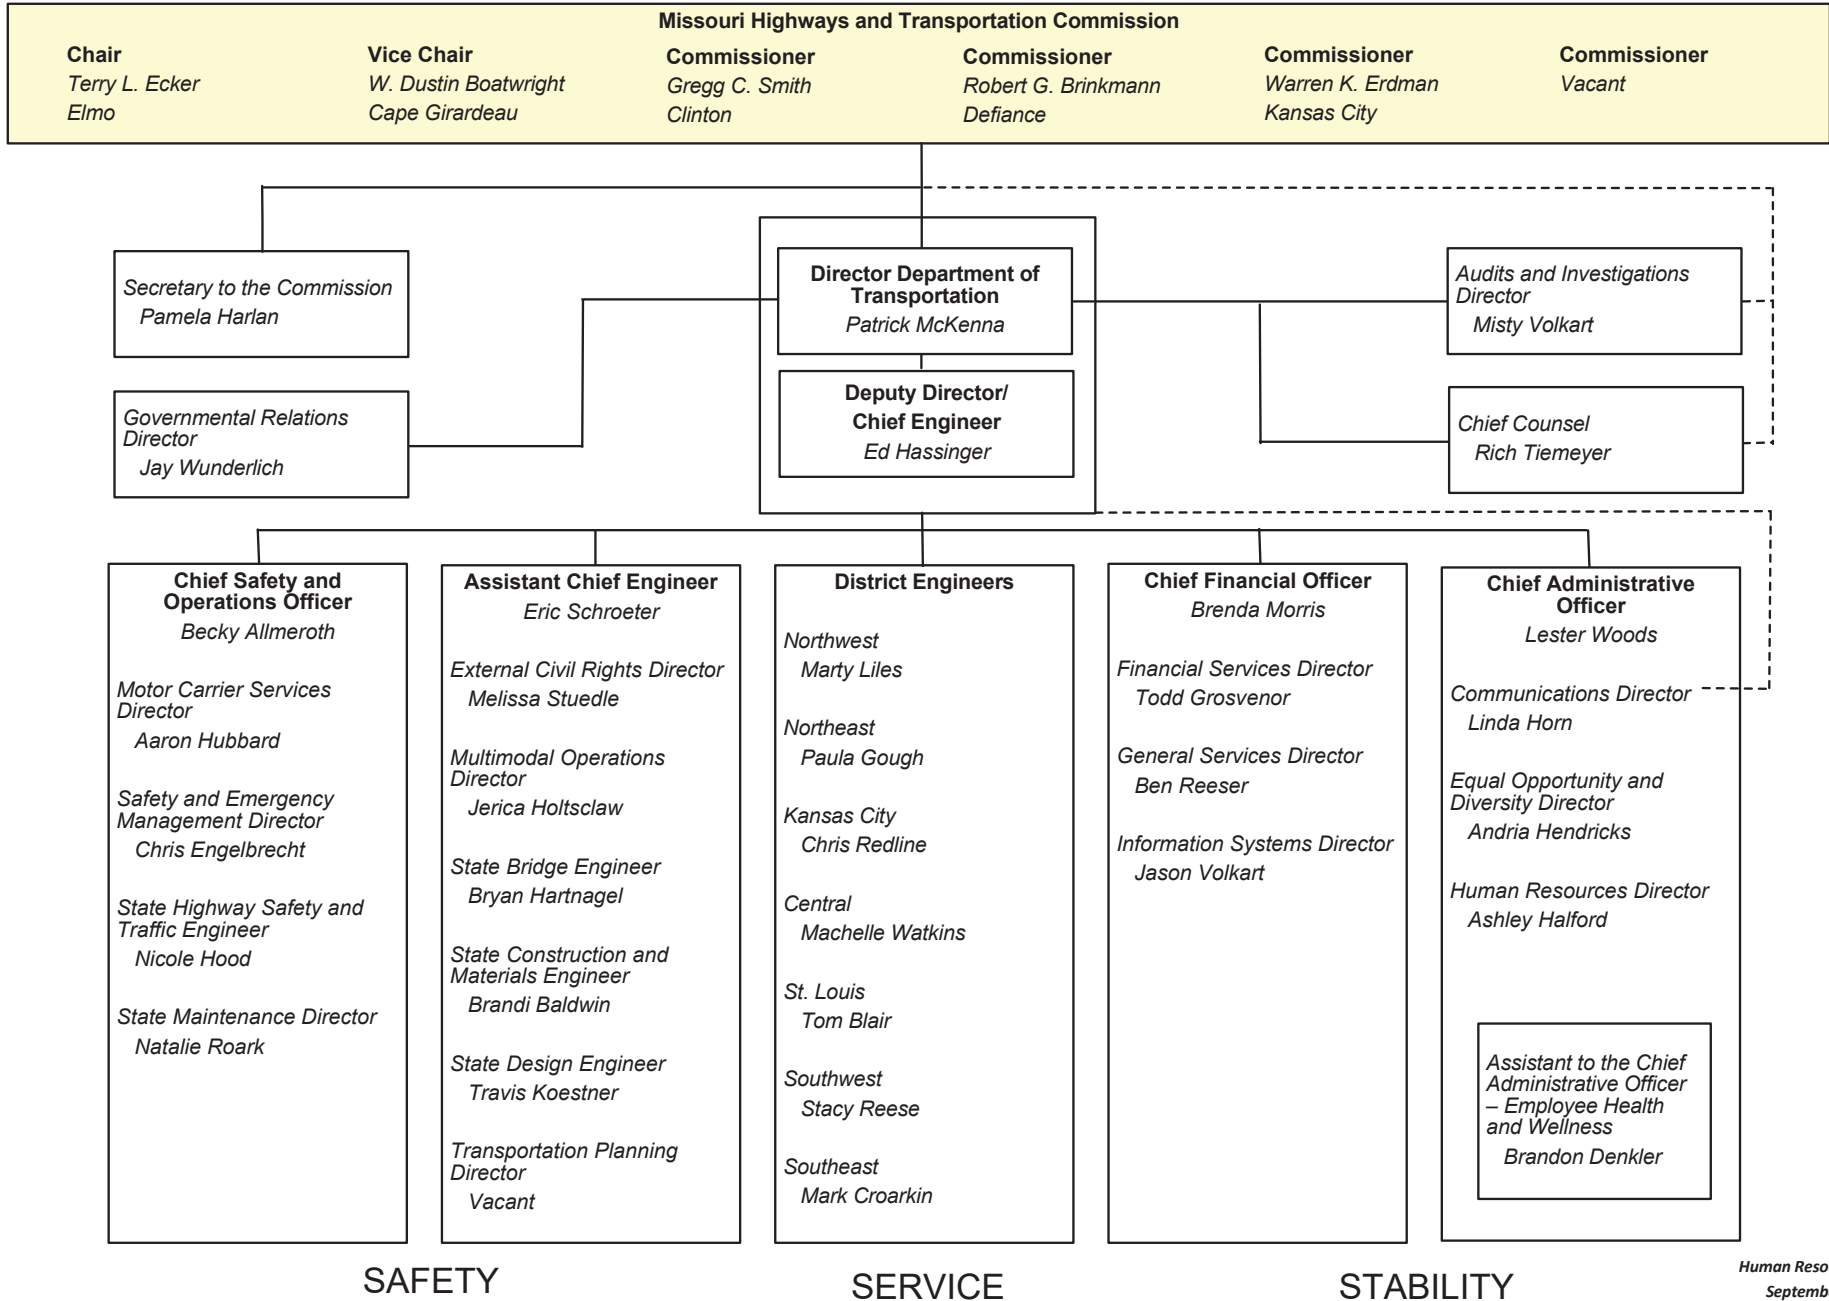 Missouri Highways and Transportation Commission
Chair
Terry L. Ecker
Elmo
Vice Chair
W. Dustin Boatwright
Cape Girardeau
Commissioner
Gregg C. Smith
Clinton
Commissioner
Robert G. Brinkmann
Defiance
Commissioner
Warren K. Erdman
Kansas City
Commissioner
Vacant
Secretary to the Commission
Pamela Harlan
Director Department of
Transportation
Patrick McKenna
Audits and Investigations
Director
Misty Volkart
Governmental Relations
Director
Jay Wunderlich
Deputy Director/
Chief Engineer
Ed Hassinger
Chief Counsel
Rich Tiemeyer
Chief Safety and
Operations Officer
Becky Allmeroth
Motor Carrier Services
Director
Aaron Hubbard
Safety and Emergency
Management Director
Chris Engelbrecht
State Highway Safety and
Traffic Engineer
Nicole Hood
State Maintenance Director
Natalie Roark
Assistant Chief Engineer
Eric Schroeter
External Civil Rights Director
Melissa Stuedle
Multimodal Operations
Director
Jerica Holtsclaw
State Bridge Engineer
Bryan Hartnagel
State Construction and
Materials Engineer
Brandi Baldwin
State Design Engineer
Travis Koestner
Transportation Planning
Director
Vacant
District Engineers
Northwest
Marty Liles
Northeast
Paula Gough
Kansas City
Chris Redline
Central
Machelle Watkins
St. Louis
Tom Blair
Southwest
Stacy Reese
Southeast
Mark Croarkin
Chief Financial Officer
Brenda Morris
Financial Services Director
Todd Grosvenor
General Services Director
Ben Reeser
Information Systems Director
Jason Volkart
Chief Administrative
Officer
Lester Woods
Communications Director
Linda Horn
Equal Opportunity and
Diversity Director
Andria Hendricks
Human Resources Director
Ashley Halford
Assistant to the Chief
Administrative Officer
– Employee Health
and Wellness
Brandon Denkler
SAFETY
SERVICE
STABILITY
Human Reso
Septemb